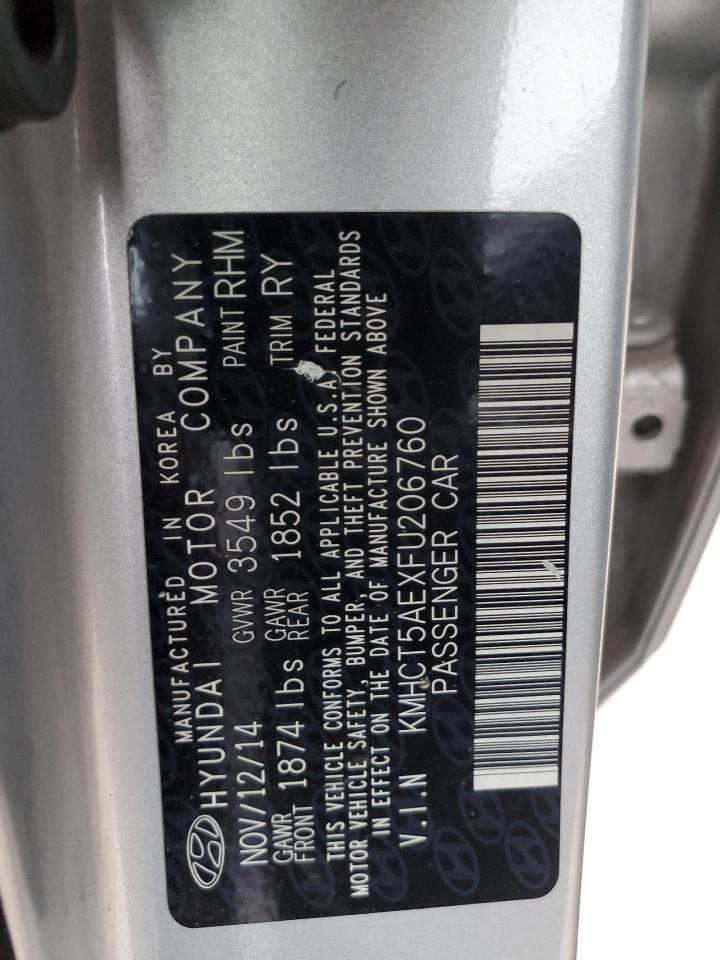 MANUFACTURED IN KOREA BY
HYUNDAI MOTOR COMPANY
NOV/12/14 GVWR 3549 lbs PAINT RHM
GAWR FRONT 1874 lbs GAWR REAR 1852 lbs TRIM RY
THIS VEHICLE CONFORMS TO ALL APPLICABLE U.S.A. FEDERAL
MOTOR VEHICLE SAFETY, BUMPER, AND THEFT PREVENTION STANDARDS
IN EFFECT ON THE DATE OF MANUFACTURE SHOWN ABOVE
V.I.N KMHCT5AEXFU206760
PASSENGER CAR